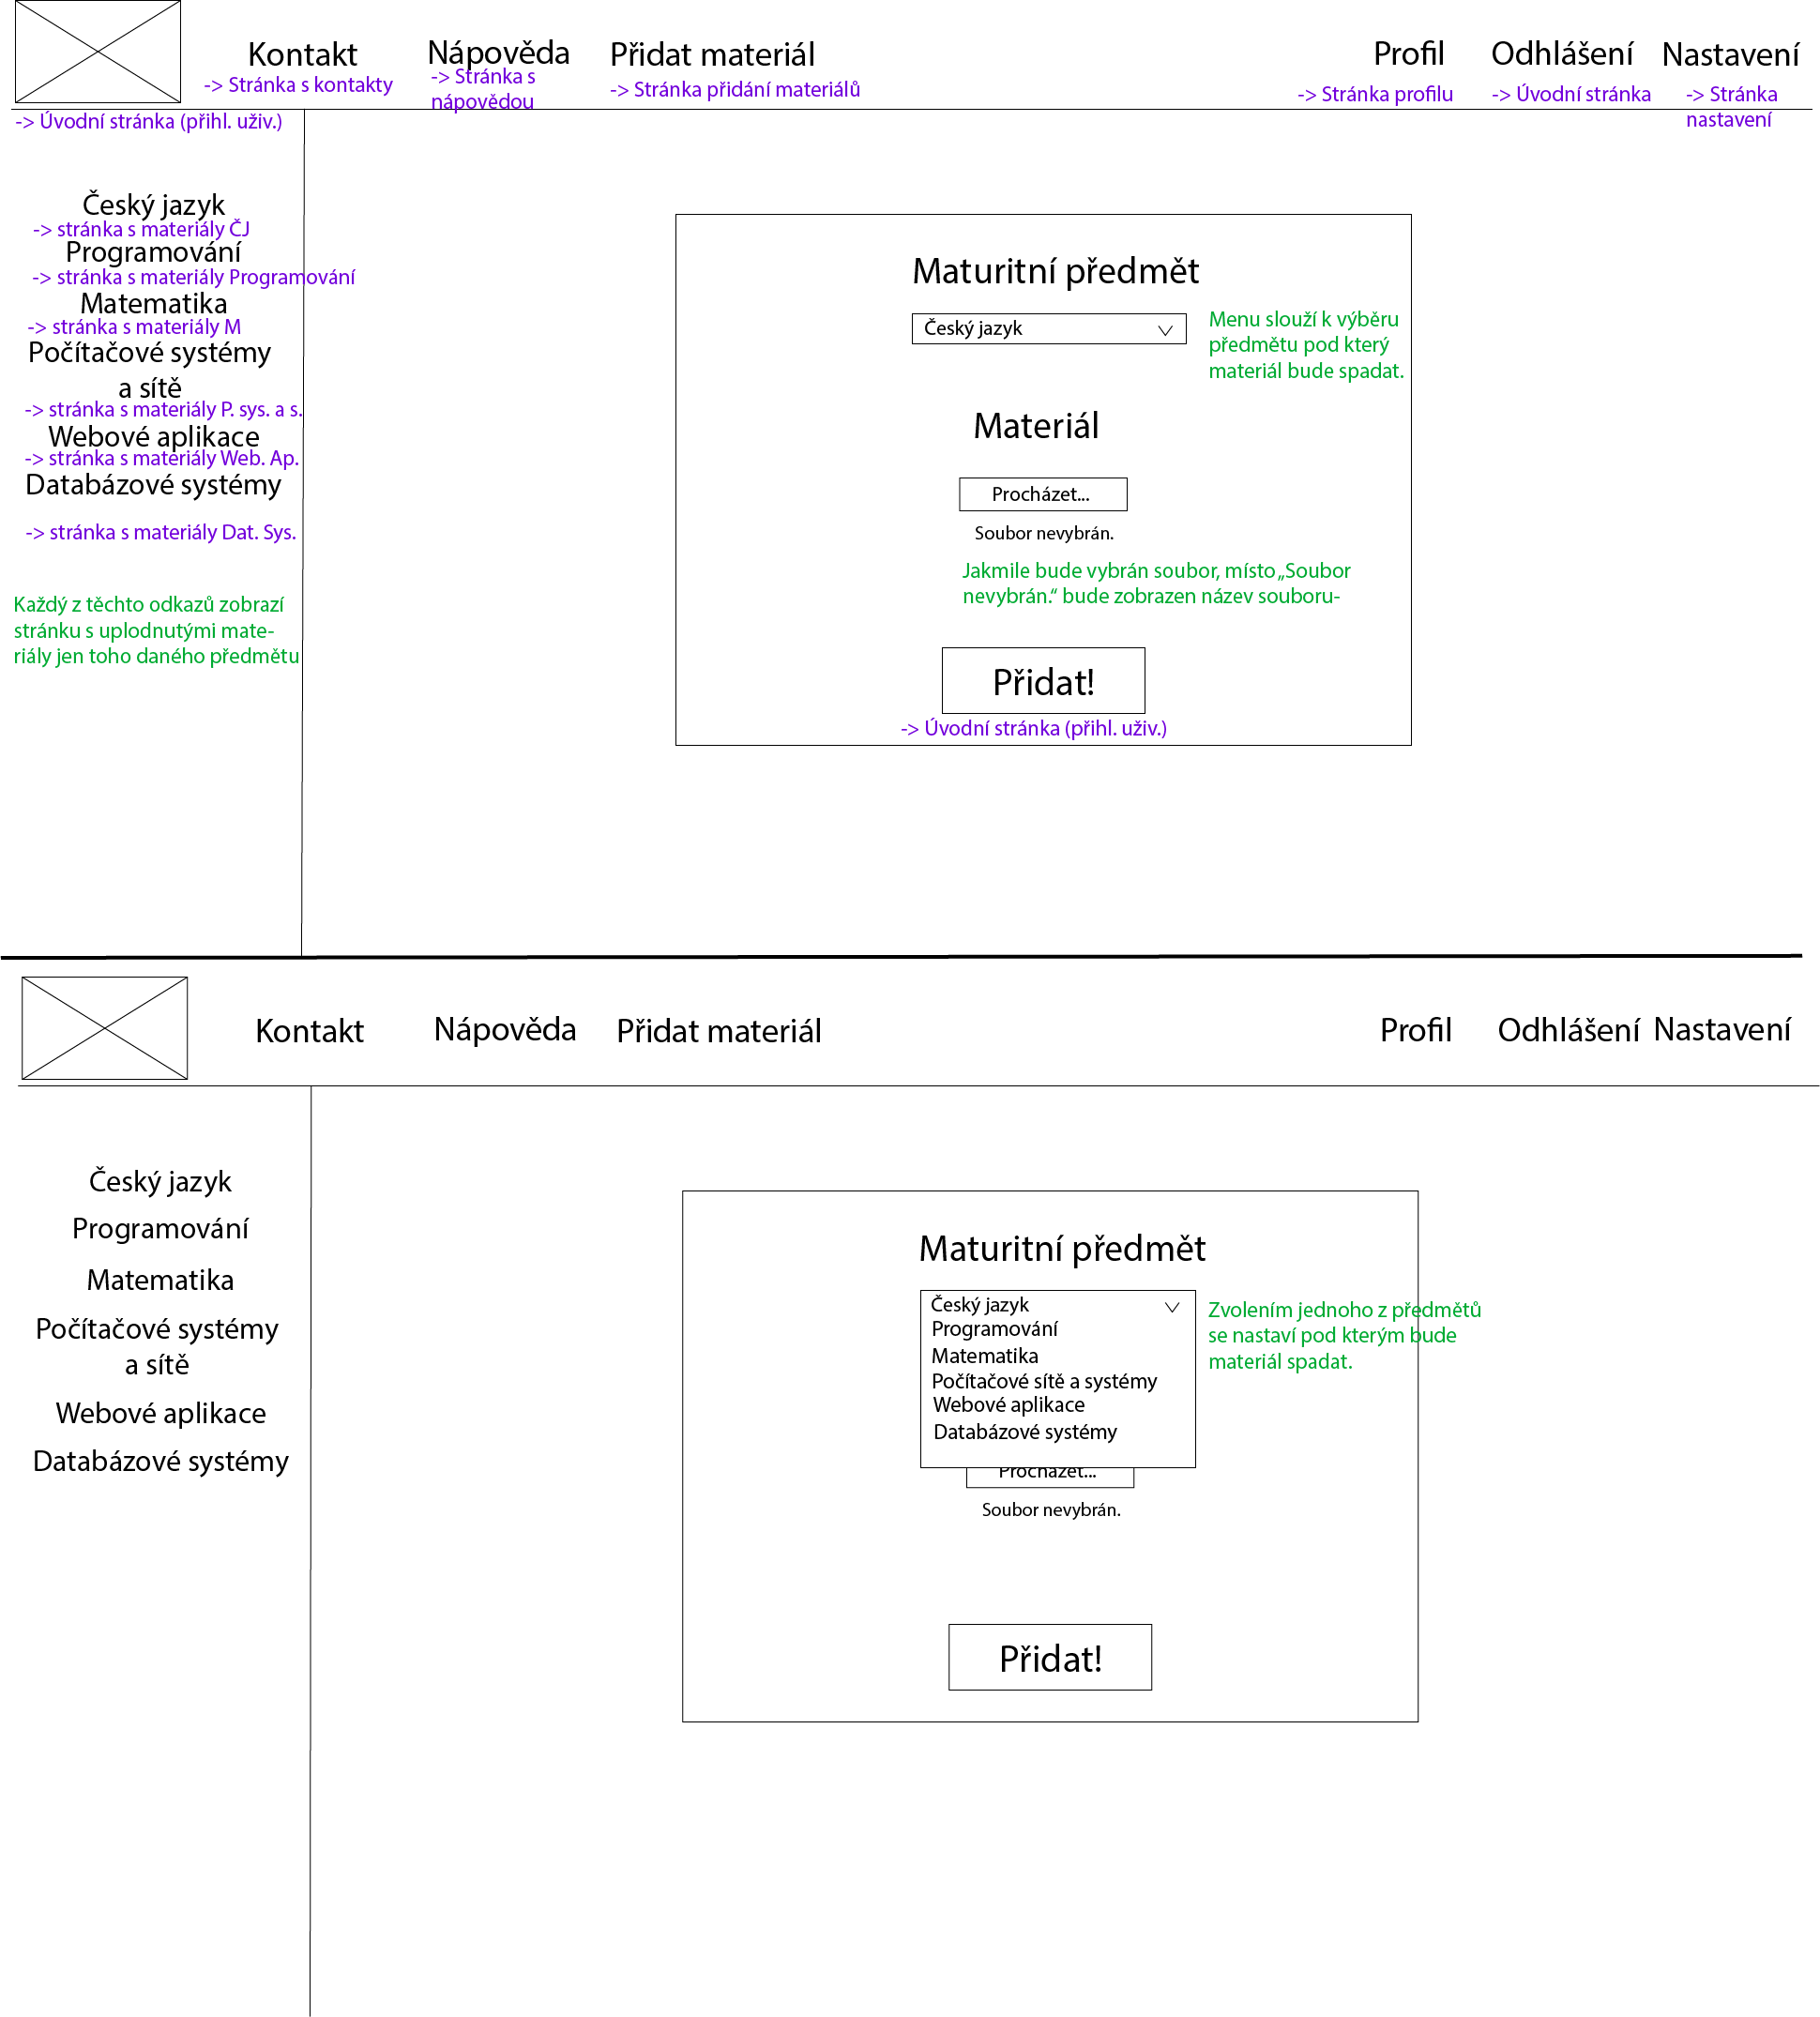 Kontakt
-> Stránka s kontakty
Nápověda
-> Stránka s
nápovědou
Přidat materiál
-> Stránka přidání materiálů
Profil
-> Stránka profilu
Odhlášení
-> Úvodní stránka
Nastavení
-> Stránka
nastavení
-> Úvodní stránka (přihl. uživ.)
Český jazyk
-> stránka s materiály ČJ
Programování
-> stránka s materiály Programování
Matematika
-> stránka s materiály M
Počítačové systémy
a sítě
-> stránka s materiály P. sys. a s.
Webové aplikace
-> stránka s materiály Web. Ap.
Databázové systémy
-> stránka s materiály Dat. Sys.
Každý z těchto odkazů zobrazí
stránku s uplodnutými mate-
riály jen toho daného předmětu
Maturitní předmět
Český jazyk
Menu slouží k výběru
předmětu pod který
materiál bude spadat.
Materiál
Procházet...
Soubor nevybrán.
Jakmile bude vybrán soubor, místo „Soubor
nevybrán.“ bude zobrazen název souboru-
Přidat!
-> Úvodní stránka (přihl. uživ.)
Kontakt
Nápověda
Přidat materiál
Profil
Odhlášení
Nastavení
Český jazyk
Programování
Matematika
Počítačové systémy
a sítě
Webové aplikace
Databázové systémy
Maturitní předmět
Český jazyk
Programování
Matematika
Počítačové sítě a systémy
Webové aplikace
Databázové systémy
Zvolením jednoho z předmětů
se nastaví pod kterým bude
materiál spadat.
Procházet...
Soubor nevybrán.
Přidat!